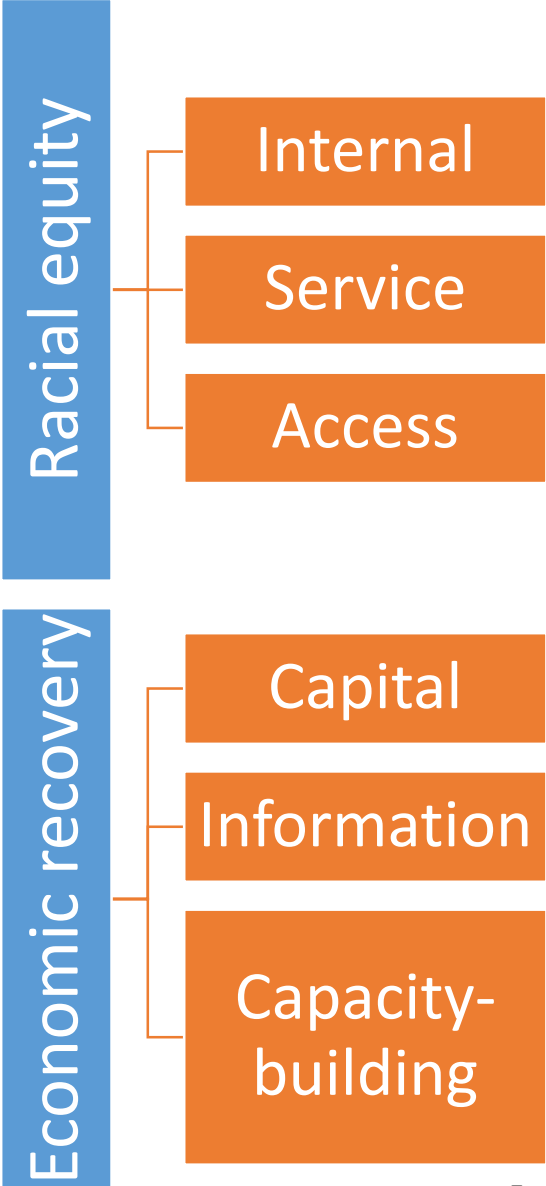 Racial equity
Internal
Service
Access
Economic recovery
Capital
Information
Capacity-
building